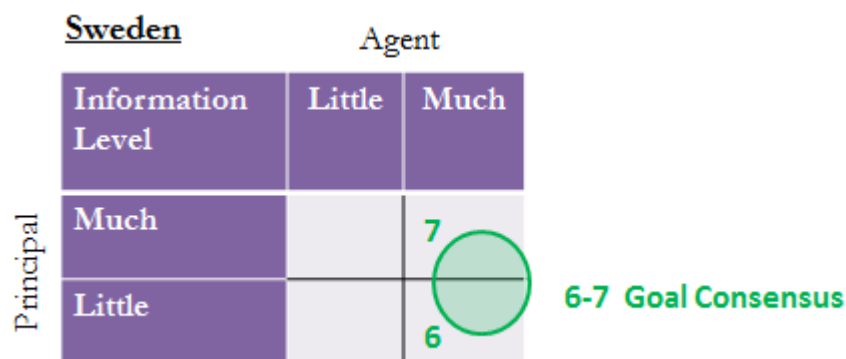 Sweden
Agent
Information
Level
Little
Much
Principal
Much
7
6-7 Goal Consensus
Little
6